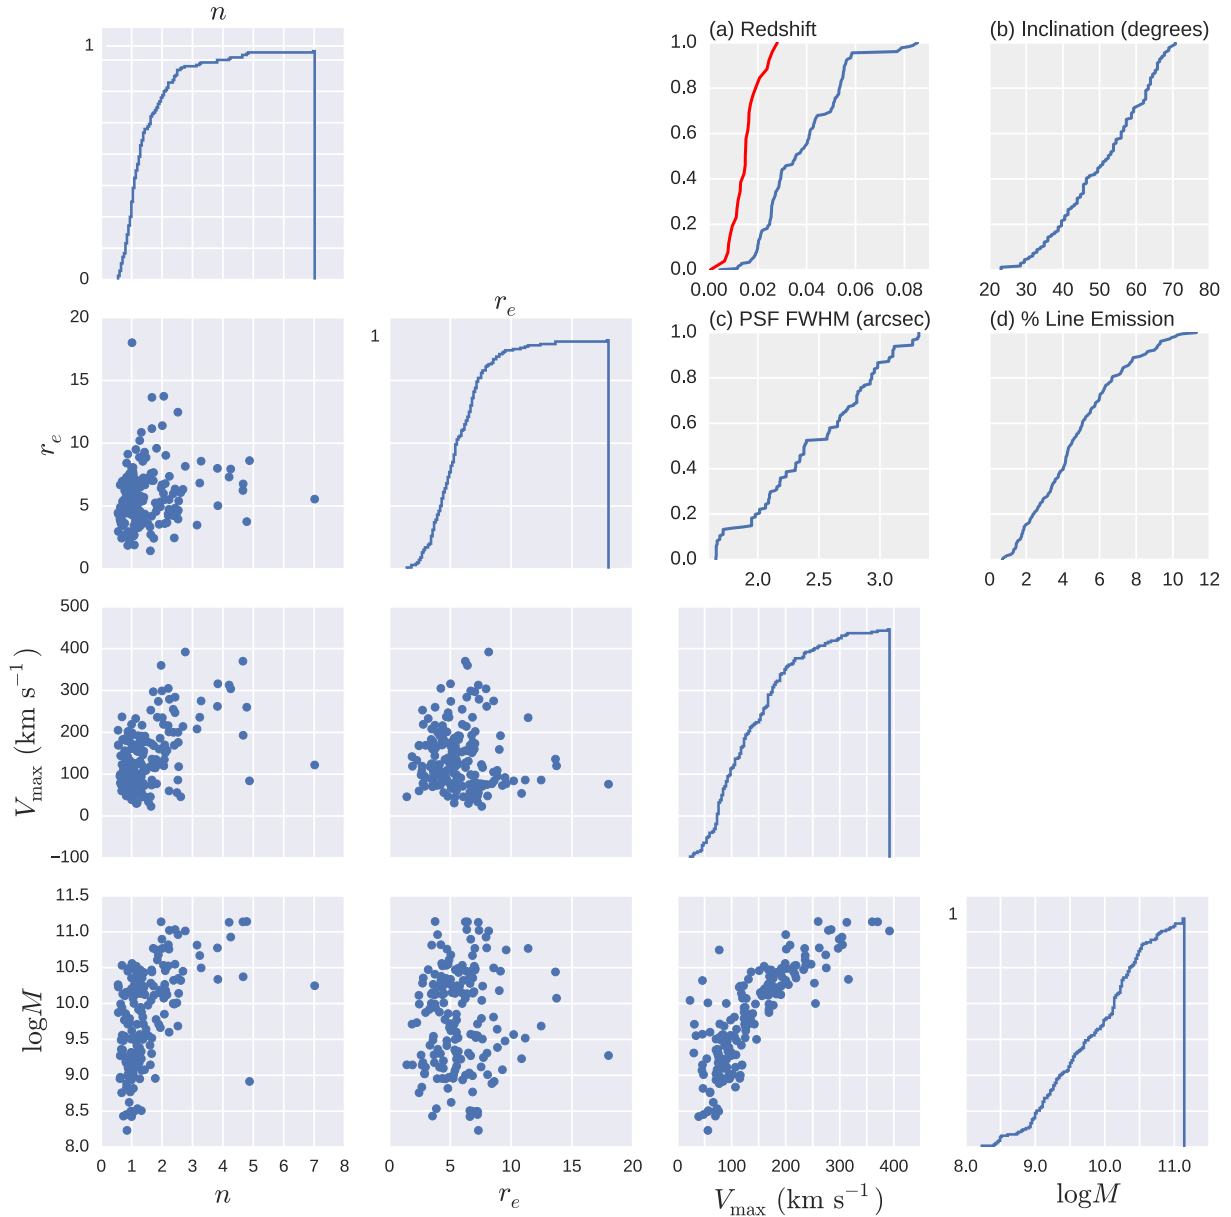 n
1
0
(a) Redshift
1.0
0.8
0.6
0.4
0.2
0.0
0.00 0.02 0.04 0.06 0.08
(b) Inclination (degrees)
20 30 40 50 60 70 80
r_e
20
15
10
5
0
r_e
1
0
(c) PSF FWHM (arcsec)
1.0
0.8
0.6
0.4
0.2
0.0
2.0 2.5 3.0
(d) % Line Emission
0 2 4 6 8 10 12
V_max (km s⁻¹)
500
400
300
200
100
0
−100
logM
11.5
11.0
10.5
10.0
9.5
9.0
8.5
8.0
0 1 2 3 4 5 6 7 8
n
0 5 10 15 20
r_e
0 100 200 300 400
V_max (km s⁻¹)
1
8.0 9.0 10.0 11.0
logM